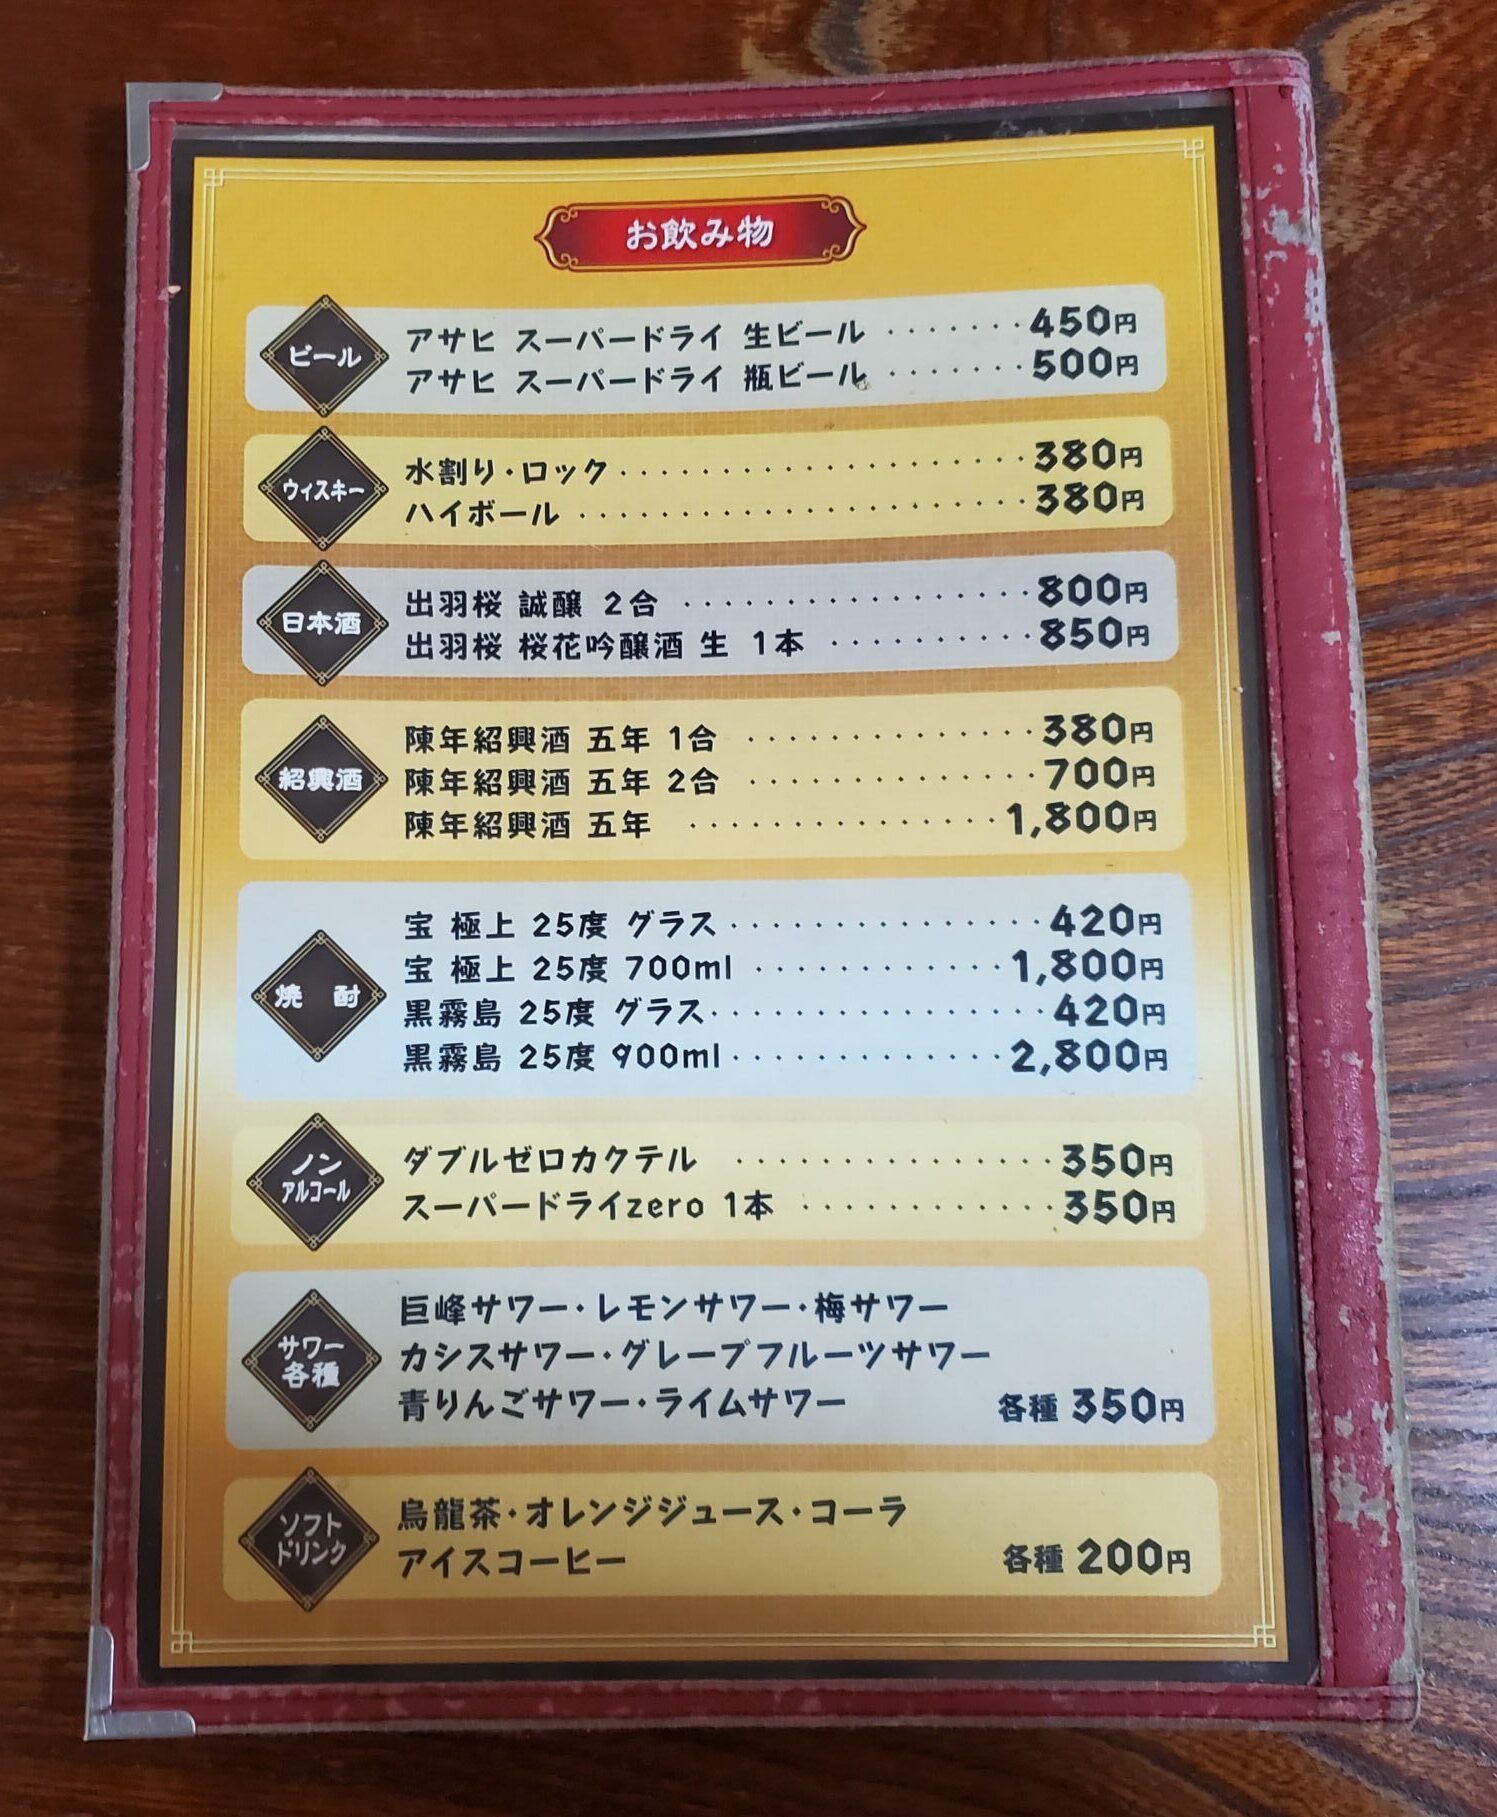 お飲み物
ビール
アサヒ スーパードライ 生ビール ・・・・・・・450円
アサヒ スーパードライ 瓶ビール ・・・・・・・500円
ウィスキー
水割り・ロック・・・・・・・・・・・・・・・・・・・380円
ハイボール ・・・・・・・・・・・・・・・・・・・・・380円
日本酒
出羽桜 誠醸 2合 ・・・・・・・・・・・・・・・・・800円
出羽桜 桜花吟醸酒 生 1本 ・・・・・・・・・・850円
紹興酒
陳年紹興酒 五年 1合 ・・・・・・・・・・・・・・380円
陳年紹興酒 五年 2合 ・・・・・・・・・・・・・・700円
陳年紹興酒 五年 ・・・・・・・・・・・・・・・1,800円
焼酎
宝 極上 25度 グラス・・・・・・・・・・・・・・・420円
宝 極上 25度 700ml ・・・・・・・・・・・・1,800円
黒霧島 25度 グラス・・・・・・・・・・・・・・・・420円
黒霧島 25度 900ml・・・・・・・・・・・・・2,800円
ノン
アルコール
ダブルゼロカクテル ・・・・・・・・・・・・・・・350円
スーパードライzero 1本 ・・・・・・・・・・・・350円
サワー
各種
巨峰サワー・レモンサワー・梅サワー
カシスサワー・グレープフルーツサワー
青りんごサワー・ライムサワー 各種 350円
ソフト
ドリンク
烏龍茶・オレンジジュース・コーラ
アイスコーヒー 各種 200円